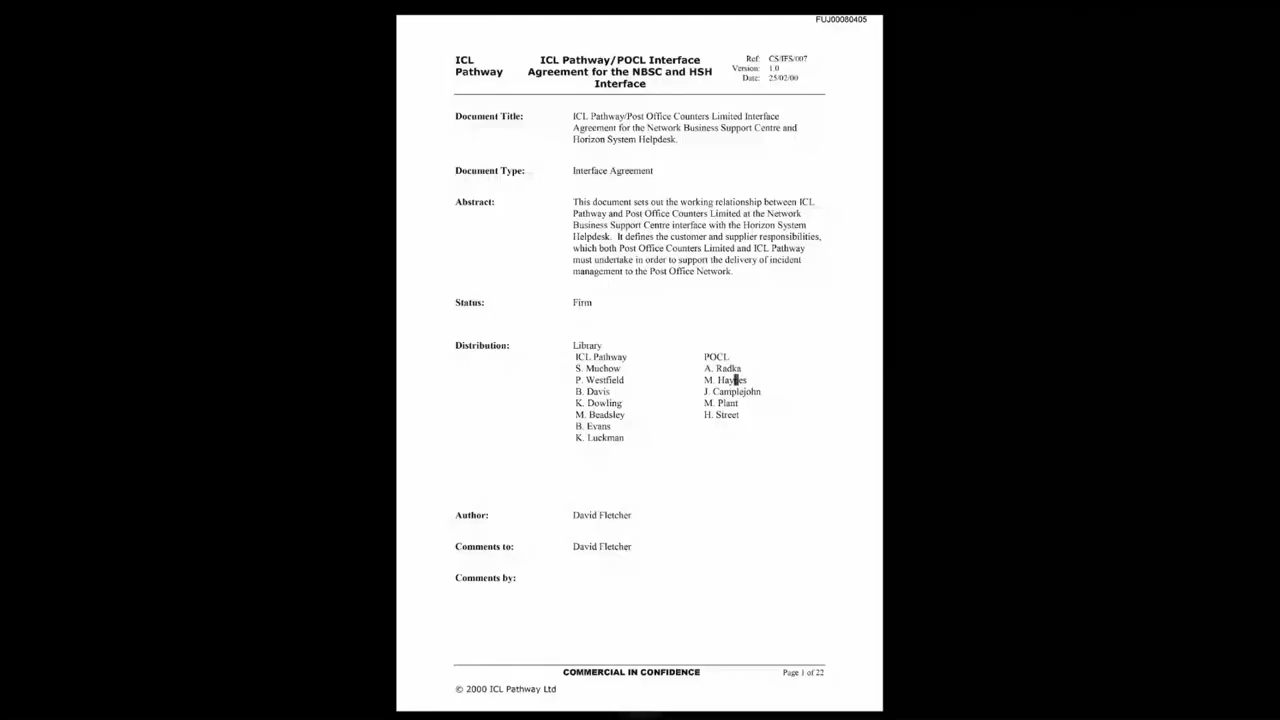 FUJ00080405
ICL Pathway
ICL Pathway/POCL Interface
Agreement for the NBSC and HSH
Interface
Ref: CS/IFS/007
Version: 1.0
Date: 25/02/00
Document Title: ICL Pathway/Post Office Counters Limited Interface
Agreement for the Network Business Support Centre and
Horizon System Helpdesk.
Document Type: Interface Agreement
Abstract: This document sets out the working relationship between ICL
Pathway and Post Office Counters Limited at the Network
Business Support Centre interface with the Horizon System
Helpdesk. It defines the customer and supplier responsibilities,
which both Post Office Counters Limited and ICL Pathway
must undertake in order to support the delivery of incident
management to the Post Office Network.
Status: Firm
Distribution: Library
ICL Pathway POCL
S. Muchow A. Radka
P. Westfield M.
B. Davis J. Camplejohn
K. Dowling M. Plant
M. Beadsley H. Street
B. Evans
K. Luckman
Author: David Fletcher
Comments to: David Fletcher
Comments by:
COMMERCIAL IN CONFIDENCE Page 1 of 22
© 2000 ICL Pathway Ltd